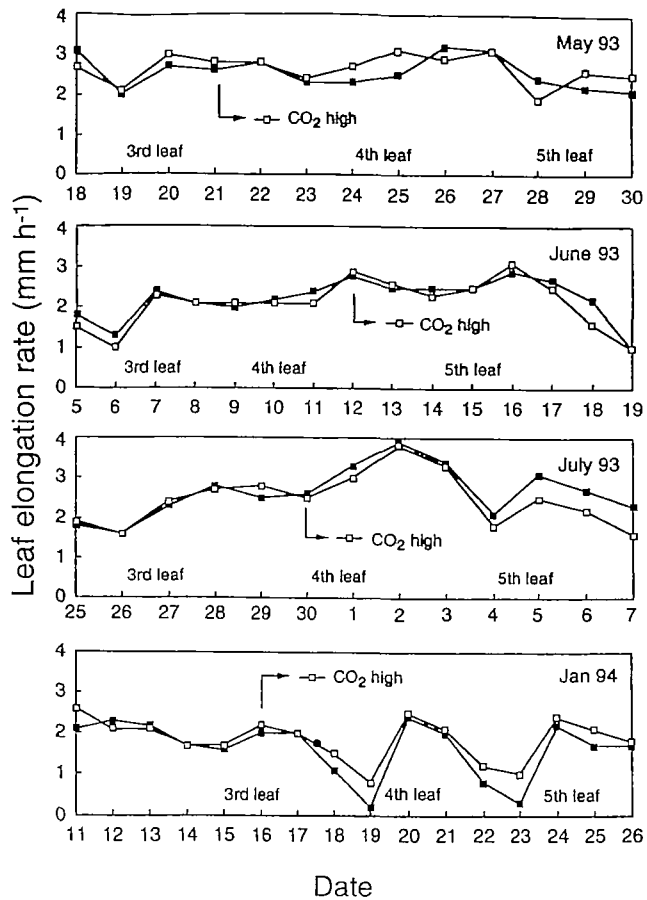 Leaf elongation rate (mm h-1)
4
3
2
1
0
May 93
CO2 high
3rd leaf
4th leaf
5th leaf
18 19 20 21 22 23 24 25 26 27 28 29 30
4
3
2
1
0
June 93
CO2 high
3rd leaf
4th leaf
5th leaf
5 6 7 8 9 10 11 12 13 14 15 16 17 18 19
4
3
2
1
0
July 93
CO2 high
3rd leaf
4th leaf
5th leaf
25 26 27 28 29 30 1 2 3 4 5 6 7
4
3
2
1
0
Jan 94
CO2 high
3rd leaf
4th leaf
5th leaf
11 12 13 14 15 16 17 18 19 20 21 22 23 24 25 26
Date